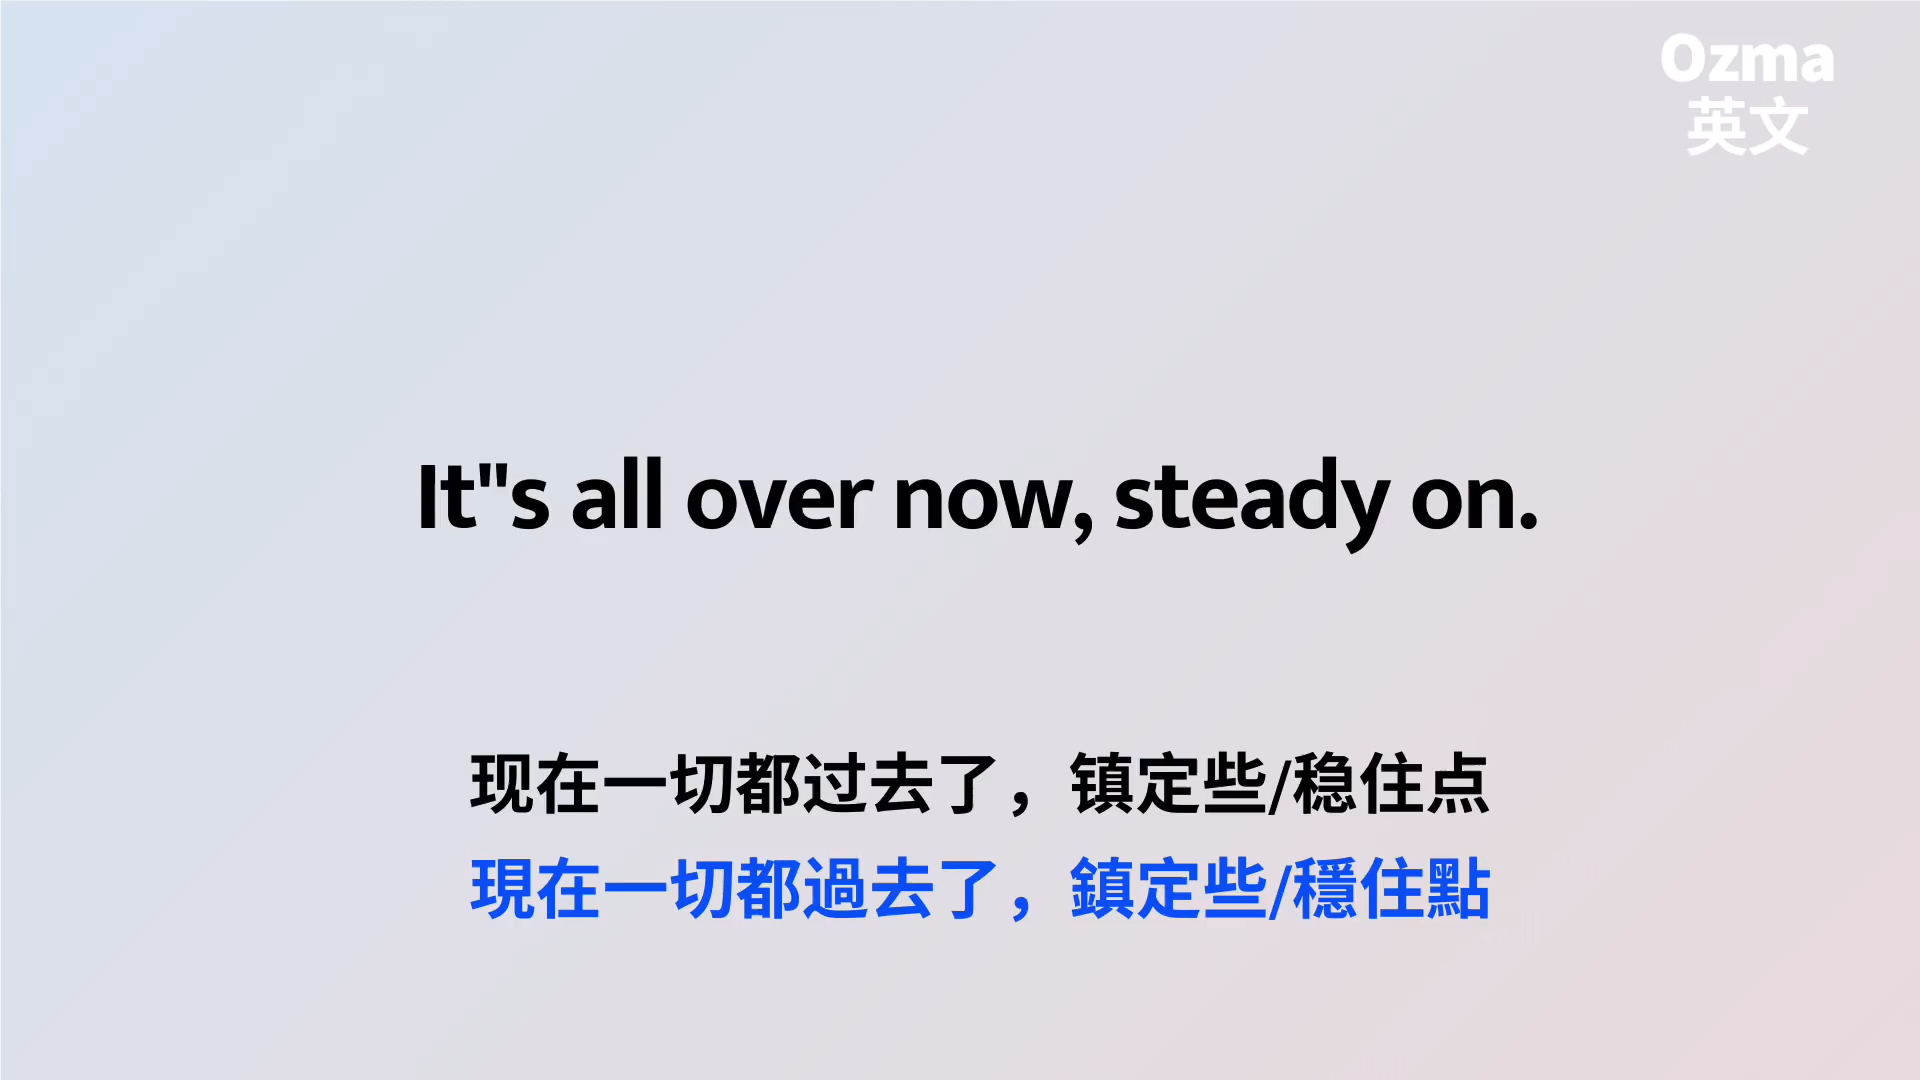 Ozma
英文
It"s all over now, steady on.
现在一切都过去了，镇定些/稳住点
現在一切都過去了，鎮定些/穩住點